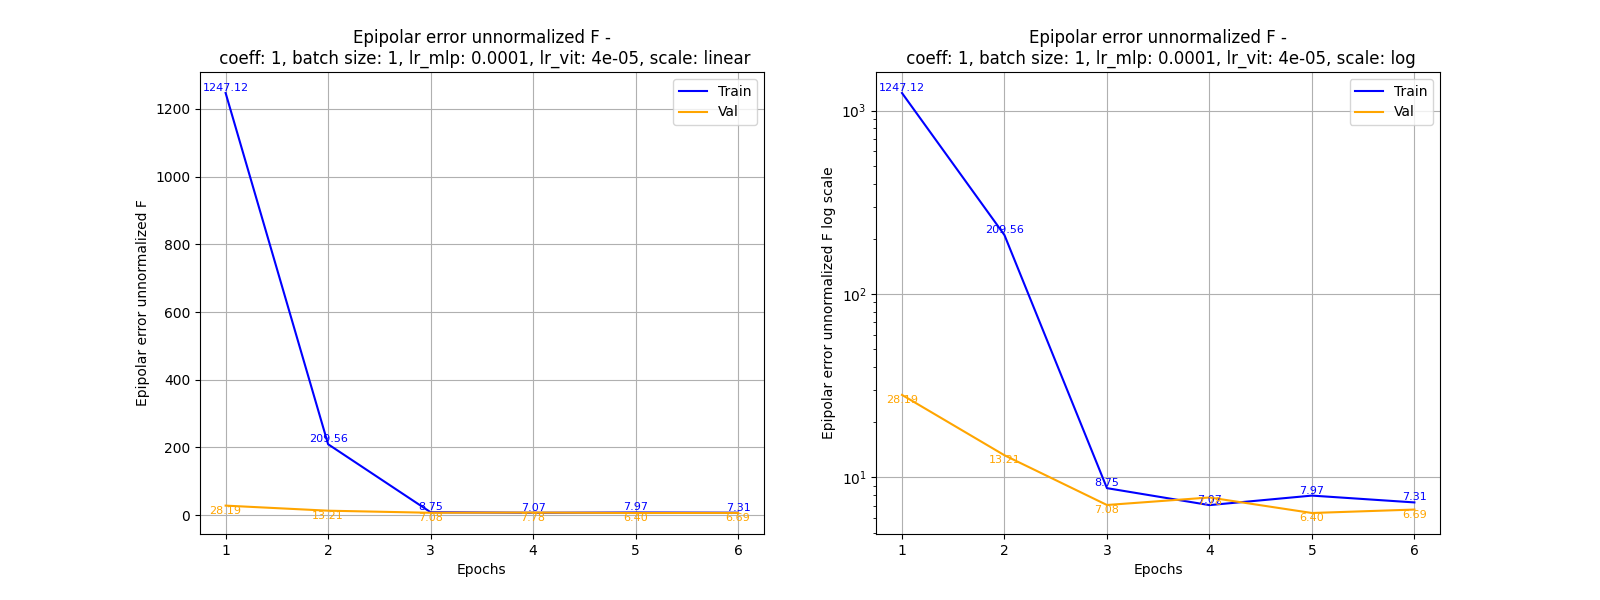 Epipolar error unnormalized F -
coeff: 1, batch size: 1, lr_mlp: 0.0001, lr_vit: 4e-05, scale: linear
Epipolar error unnormalized F
1200
1000
800
600
400
200
0
1247.12
209.56
8.75
7.07
7.97
7.31
28.19
13.21
7.08
7.78
6.40
6.69
Train
Val
1 2 3 4 5 6
Epochs
Epipolar error unnormalized F -
coeff: 1, batch size: 1, lr_mlp: 0.0001, lr_vit: 4e-05, scale: log
Epipolar error unnormalized F log scale
10³
10²
10¹
1247.12
209.56
8.75
7.07
7.97
7.31
28.19
13.21
7.08
6.40
6.69
Train
Val
1 2 3 4 5 6
Epochs